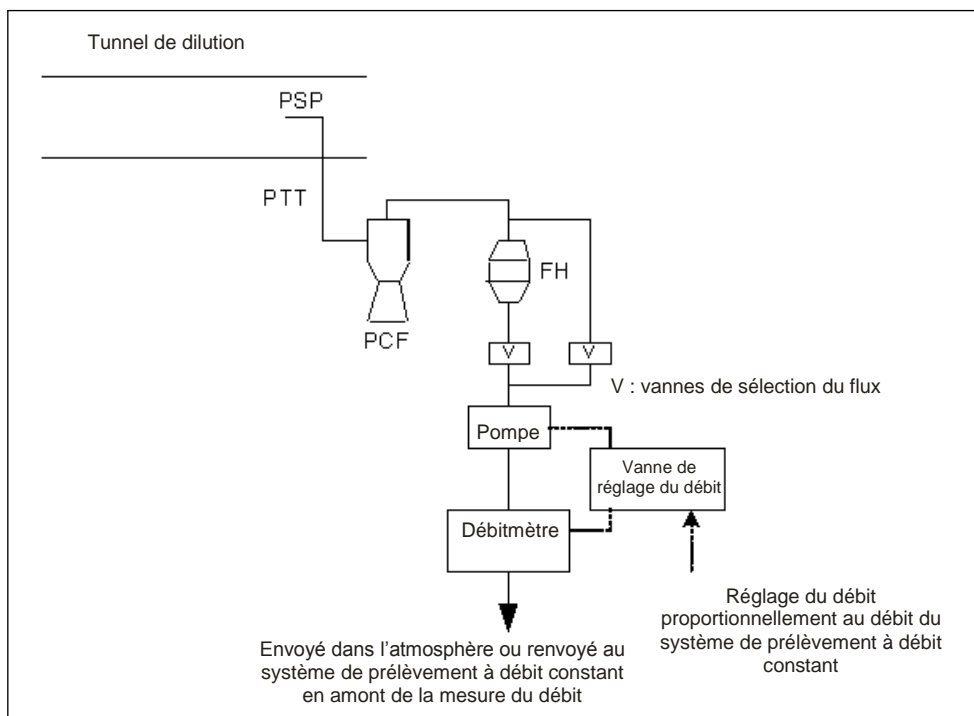 Tunnel de dilution
PSP
PTT
FH
PCF
V
V
V : vannes de sélection du flux
Pompe
Vanne de
réglage du débit
Débitmètre
Réglage du débit
proportionnellement au débit du
système de prélèvement à débit
constant
Envoyé dans l'atmosphère ou renvoyé au
système de prélèvement à débit constant
en amont de la mesure du débit